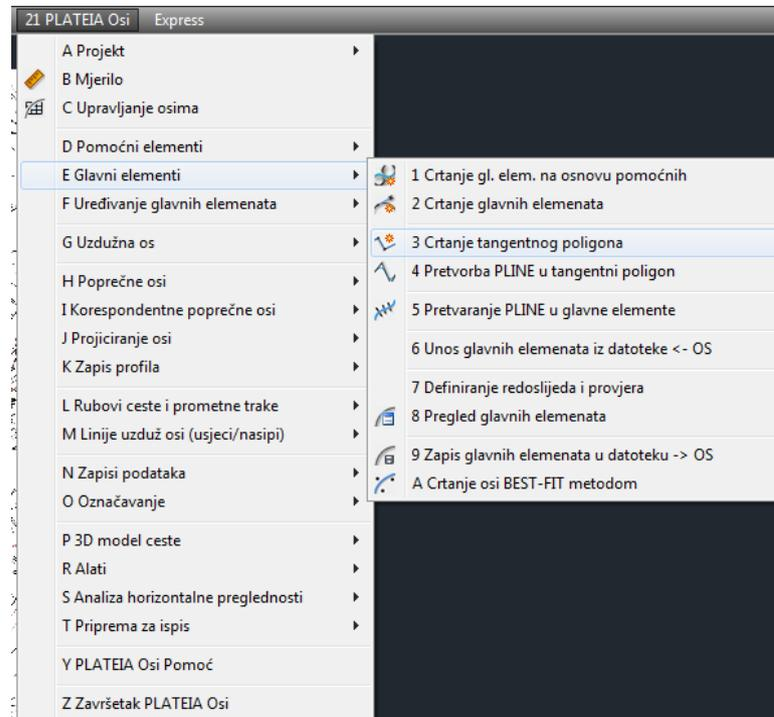 21 PLATEIA Osi Express
A Projekt
B Mjerilo
C Upravljanje osima
D Pomoćni elementi
E Glavni elementi
F Uređivanje glavnih elemenata
G Uzdužna os
H Poprečne osi
I Korespondentne poprečne osi
J Projiciranje osi
K Zapis profila
L Rubovi ceste i prometne trake
M Linije uzduž osi (usjeci/nasipi)
N Zapisi podataka
O Označavanje
P 3D model ceste
R Alati
S Analiza horizontalne preglednosti
T Priprema za ispis
Y PLATEIA Osi Pomoć
Z Završetak PLATEIA Osi
1 Crtanje gl. elem. na osnovu pomoćnih
2 Crtanje glavnih elemenata
3 Crtanje tangentnog poligona
4 Pretvorba PLINE u tangentni poligon
5 Pretvaranje PLINE u glavne elemente
6 Unos glavnih elemenata iz datoteke <- OS
7 Definiranje redoslijeda i provjera
8 Pregled glavnih elemenata
9 Zapis glavnih elemenata u datoteku -> OS
A Crtanje osi BEST-FIT metodom